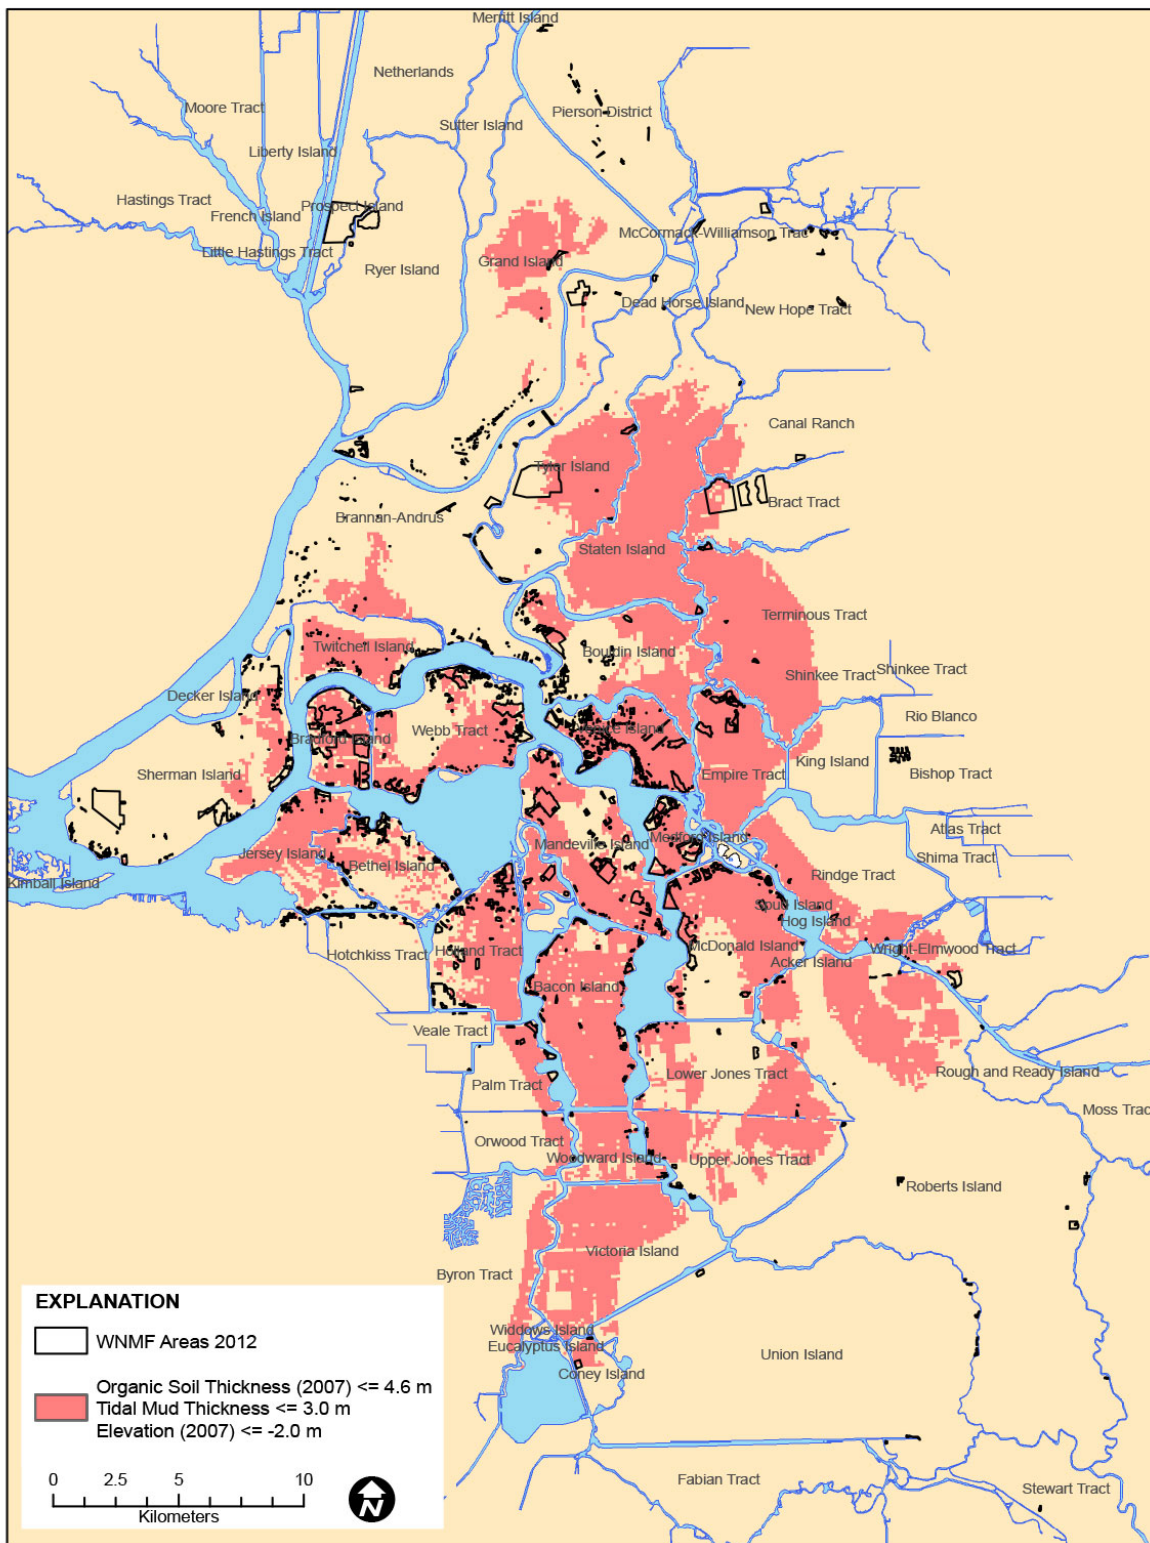 Merritt Island
Netherlands
Moore Tract
Pierson District
Sutter Island
Liberty Island
Hastings Tract
Prospect Island
French Island
McCormack-Williamson Trac
Little Hastings Tract
Grand Island
Ryer Island
Dead Horse Island
New Hope Tract
Canal Ranch
Tyler Island
Bract Tract
Brannan-Andrus
Staten Island
Terminous Tract
Twitchell Island
Bouldin Island
Shinkee Tract
Shinkee Tract
Decker Island
Rio Blanco
Webb Tract
Venice Island
Bradford Island
King Island
Sherman Island
Empire Tract
Bishop Tract
Atlas Tract
Medford Island
Mandeville Island
Jersey Island
Shima Tract
Bethel Island
Rindge Tract
Kimball Island
Spud Island
Hog Island
McDonald Island
Wright-Elmwood Tract
Holland Tract
Hotchkiss Tract
Acker Island
Bacon Island
Veale Tract
Lower Jones Tract
Rough and Ready Island
Palm Tract
Moss Trac
Orwood Tract
Woodward Island
Upper Jones Tract
Roberts Island
Victoria Island
Byron Tract
Widdows Island
Eucalyptus Island
Union Island
Coney Island
Fabian Tract
Stewart Tract
EXPLANATION
WNMF Areas 2012
Organic Soil Thickness (2007) <= 4.6 m
Tidal Mud Thickness <= 3.0 m
Elevation (2007) <= -2.0 m
0 2.5 5 10
Kilometers
N